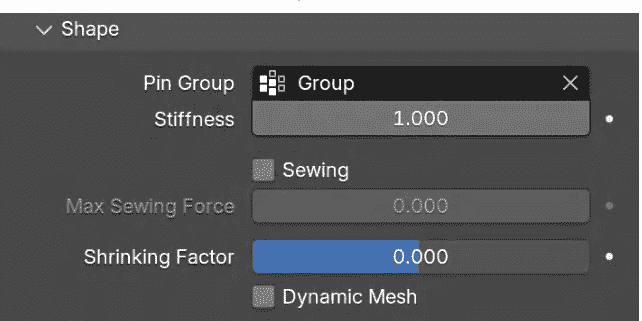 Shape
Pin Group Group
Stiffness 1.000
Sewing
Max Sewing Force 0.000
Shrinking Factor 0.000
Dynamic Mesh